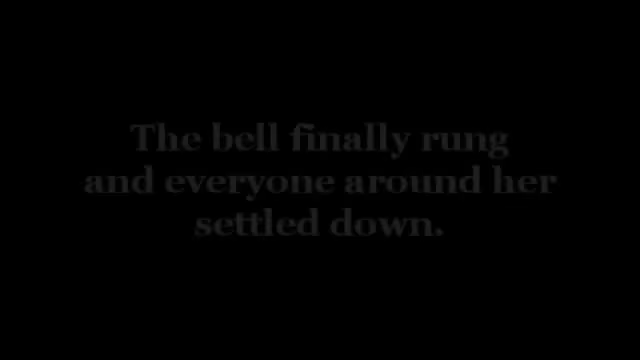 The bell finally rung
and everyone around her
settled down.